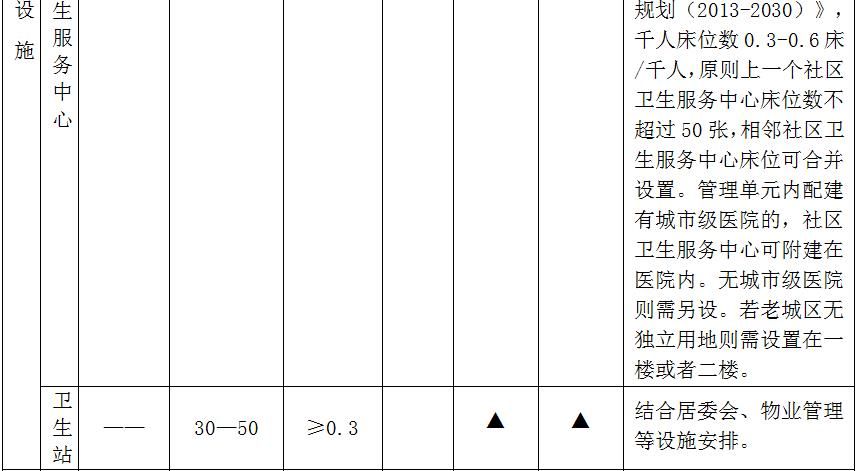 设
施
生
服
务
中
心
规划（2013-2030）》，
千人床位数 0.3-0.6 床
/千人，原则上一个社区
卫生服务中心床位数不
超过 50 张，相邻社区卫
生服务中心床位可合并
设置。管理单元内配建
有城市级医院的，社区
卫生服务中心可附建在
医院内。无城市级医院
则需另设。若老城区无
独立用地则需设置在一
楼或者二楼。
卫
生
站
——
30—50
≥0.3
▲
▲
结合居委会、物业管理
等设施安排。